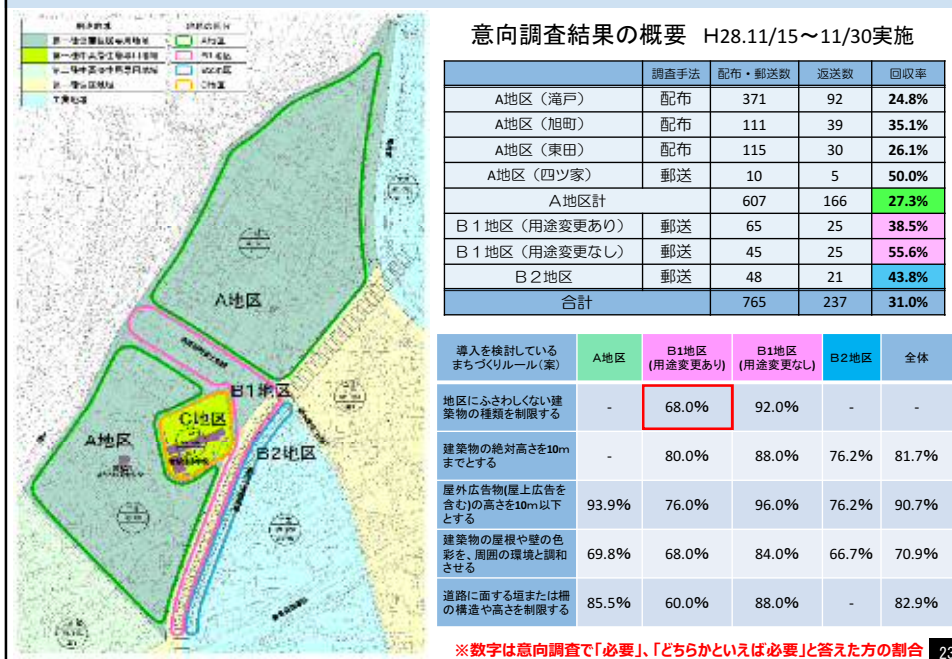 意向調査結果の概要 H28.11/15～11/30実施
調査手法 配布・郵送数 返送数 回収率
A地区（滝戸） 配布 371 92 24.8%
A地区（旭町） 配布 111 39 35.1%
A地区（東田） 配布 115 30 26.1%
A地区（四ツ家） 郵送 10 5 50.0%
A地区計 607 166 27.3%
B１地区（用途変更あり） 郵送 65 25 38.5%
B１地区（用途変更なし） 郵送 45 25 55.6%
B２地区 郵送 48 21 43.8%
合計 765 237 31.0%
導入を検討している
まちづくりルール（案）
A地区
B1地区
(用途変更あり)
B1地区
(用途変更なし)
B2地区
全体
地区にふさわしくない建
築物の種類を制限する
- 68.0% 92.0% - -
建築物の絶対高さを10m
までとする
- 80.0% 88.0% 76.2% 81.7%
屋外広告物(屋上広告を
含む)の高さを10m以下
とする
93.9% 76.0% 96.0% 76.2% 90.7%
建築物の屋根や壁の色
彩を、周囲の環境と調和
させる
69.8% 68.0% 84.0% 66.7% 70.9%
道路に面する垣または柵
の構造や高さを制限する
85.5% 60.0% 88.0% - 82.9%
※数字は意向調査で「必要」、「どちらかといえば必要」と答えた方の割合
A地区
B1地区
C地区
A地区
B2地区